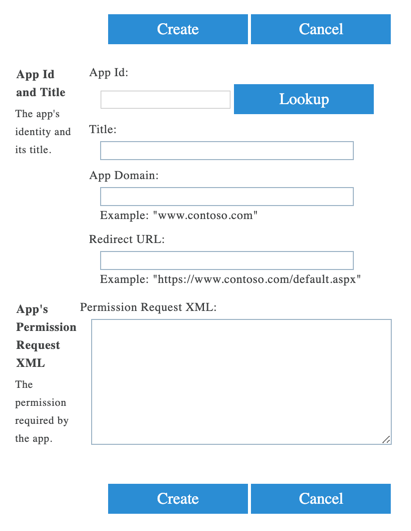 Create Cancel
App Id and Title
The app's identity and its title.
App Id:
Lookup
Title:
App Domain:
Example: "www.contoso.com"
Redirect URL:
Example: "https://www.contoso.com/default.aspx"
App's Permission Request XML
The permission required by the app.
Permission Request XML:
Create Cancel